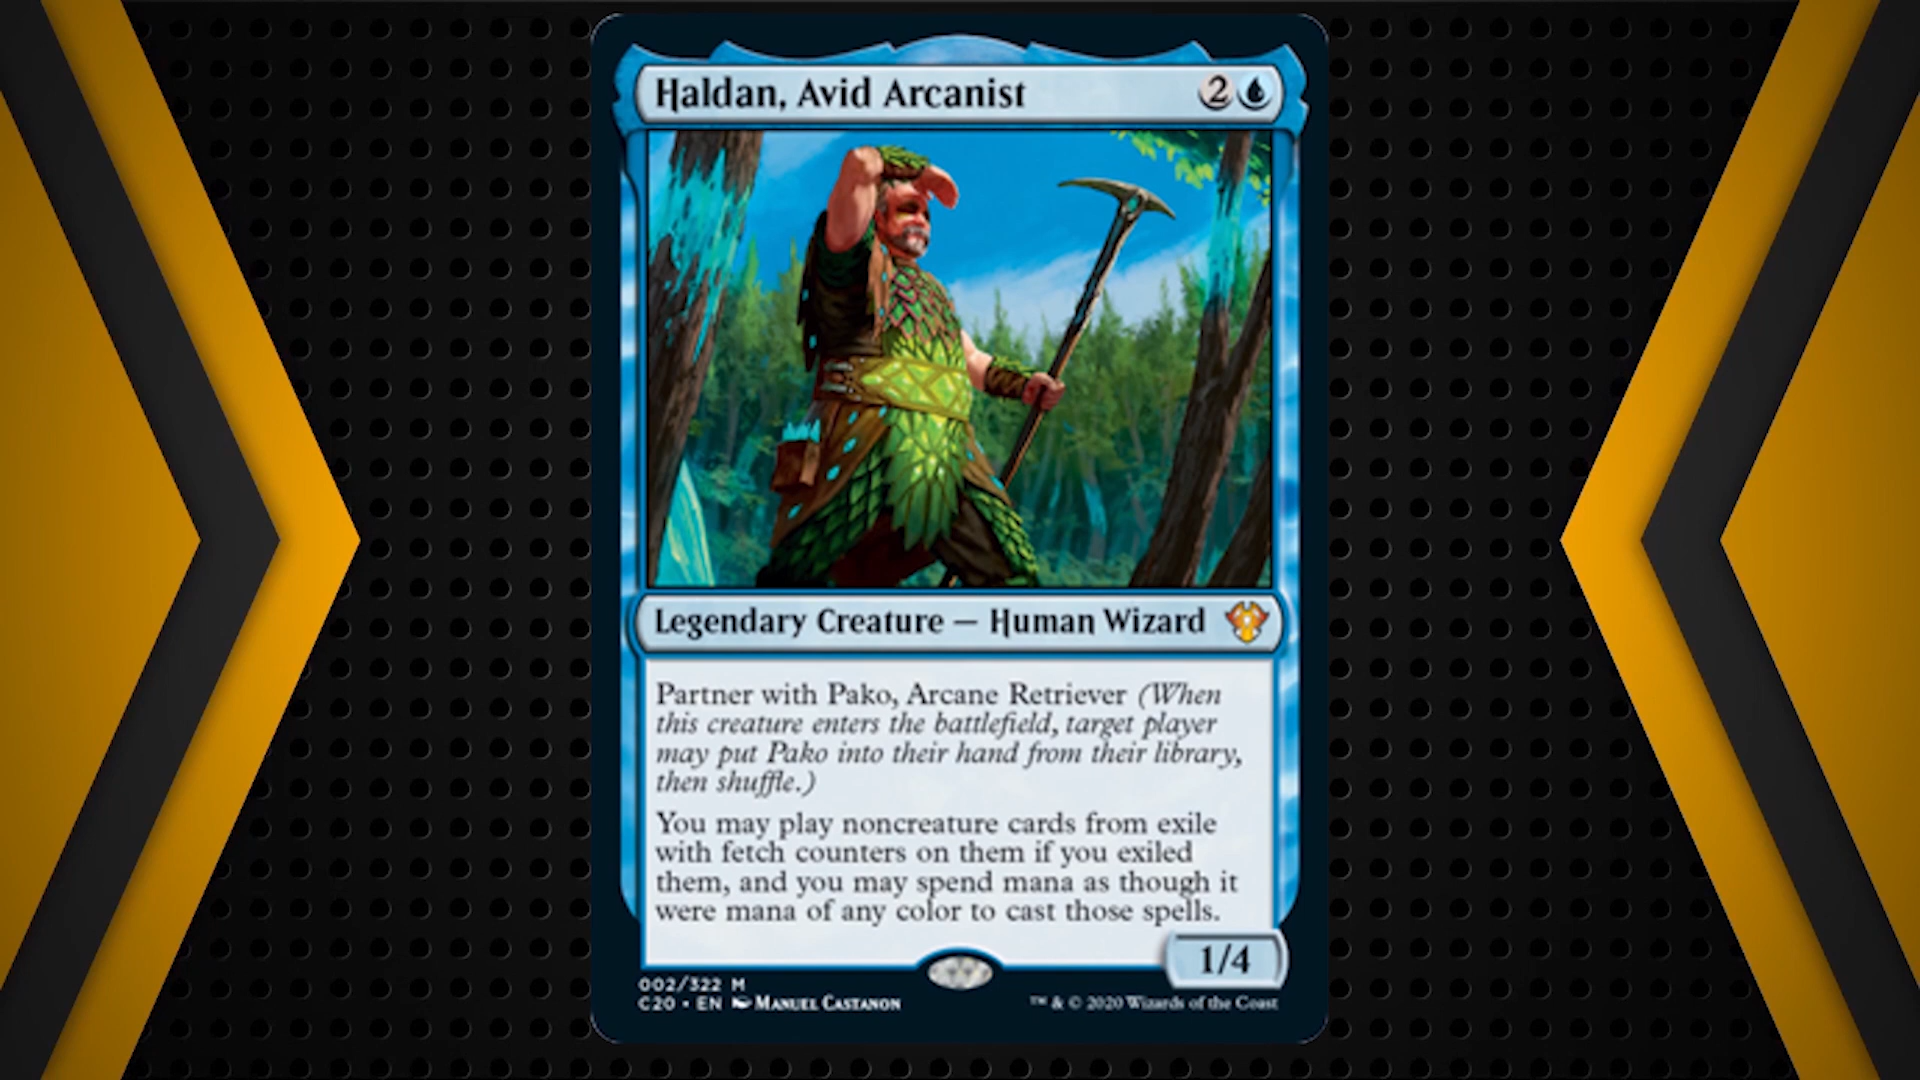 Haldan, Avid Arcanist 2
Legendary Creature — Human Wizard
Partner with Pako, Arcane Retriever (When
this creature enters the battlefield, target player
may put Pako into their hand from their library,
then shuffle.)
You may play noncreature cards from exile
with fetch counters on them if you exiled
them, and you may spend mana as though it
were mana of any color to cast those spells.
1/4
002/322 M
C20 • EN Manuel Castanon
™ & © 2020 Wizards of the Coast